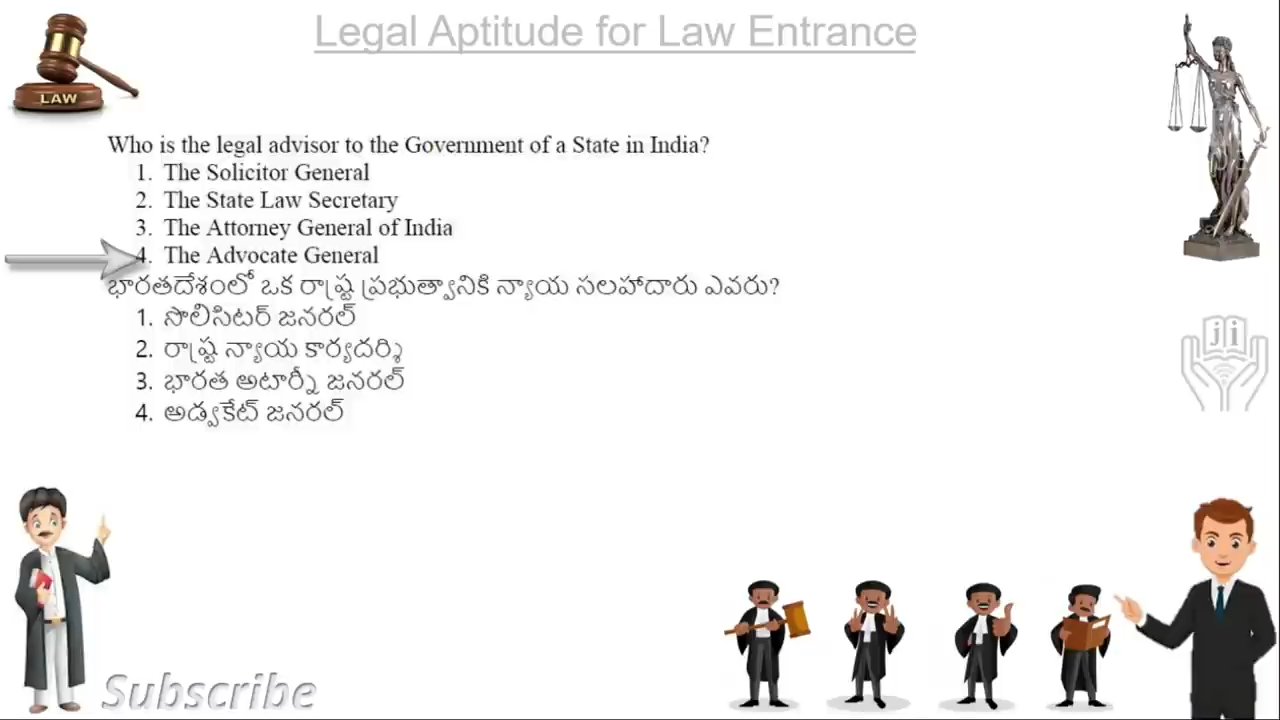 Legal Aptitude for Law Entrance
LAW
Who is the legal advisor to the Government of a State in India?
1. The Solicitor General
2. The State Law Secretary
3. The Attorney General of India
4. The Advocate General
భారతదేశంలో ఒక రాష్ట్ర ప్రభుత్వానికి న్యాయ సలహాదారు ఎవరు?
1. సొలిసిటర్ జనరల్
2. రాష్ట్ర న్యాయ కార్యదర్శి
3. భారత అటార్నీ జనరల్
4. అడ్వకేట్ జనరల్
ji
Subscribe